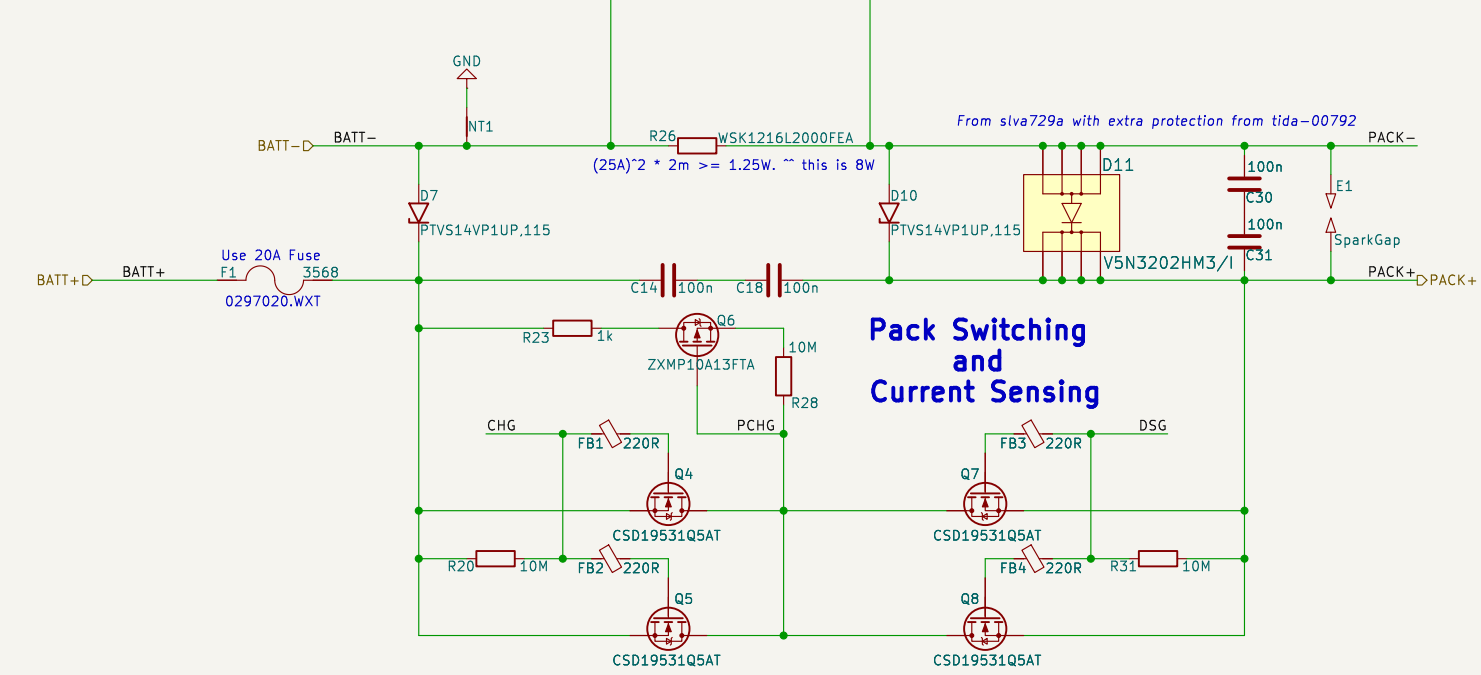 GND
NT1
From slva729a with extra protection from tida-00792
BATT-
BATT-
R26
WSK1216L2000FEA
PACK-
(25A)^2 * 2m >= 1.25W. ^^ this is 8W
D11
100n
C30
E1
D7
D10
PTVS14VP1UP,115
PTVS14VP1UP,115
100n
C31
SparkGap
Use 20A Fuse
V5N3202HM3/I
BATT+
BATT+
F1
3568
PACK+
PACK+
0297020.WXT
C14
100n
C18
100n
Q6
R23
1k
ZXMP10A13FTA
10M
R28
Pack Switching
and
Current Sensing
CHG
PCHG
DSG
FB1
220R
FB3
220R
Q4
Q7
CSD19531Q5AT
CSD19531Q5AT
R20
10M
FB2
220R
FB4
220R
R31
10M
Q5
Q8
CSD19531Q5AT
CSD19531Q5AT